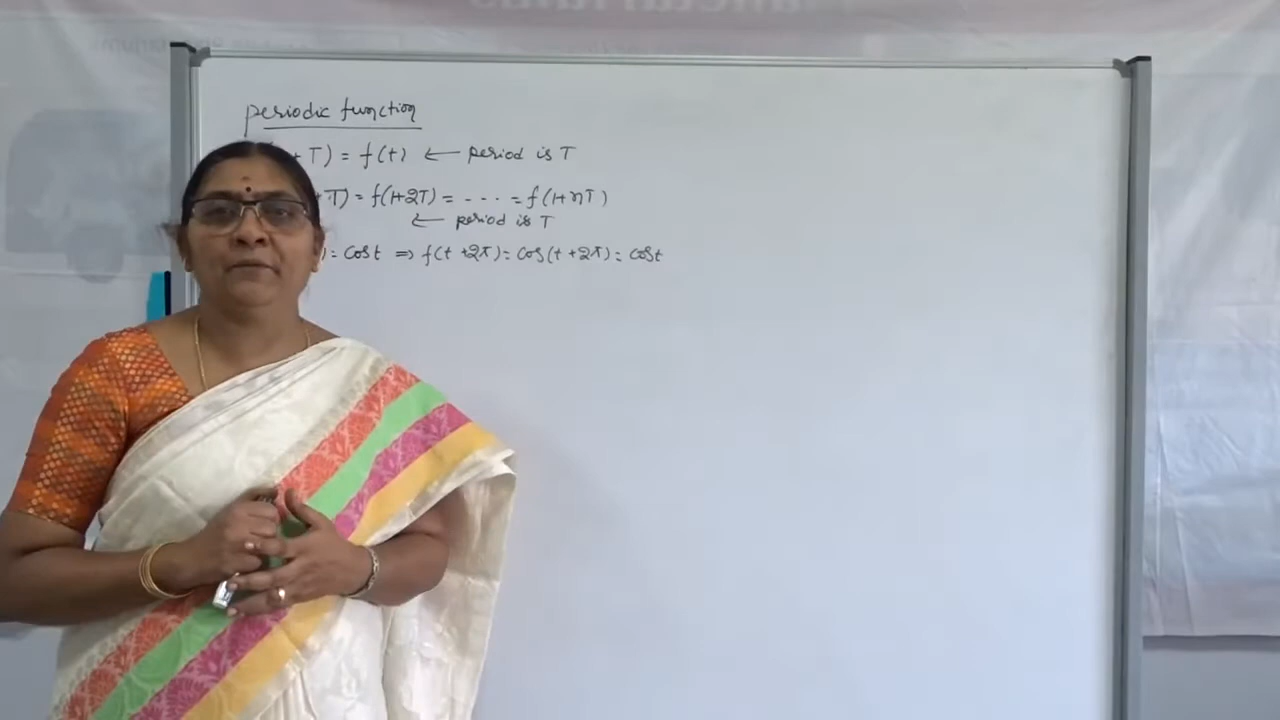 periodic function
+ T) = f(t) ← period is T
T) = f(t+2T) = ---- = f(t+nT)
← period is T
) = cost ⇒ f(t+2π) = cos(t+2π) = cost